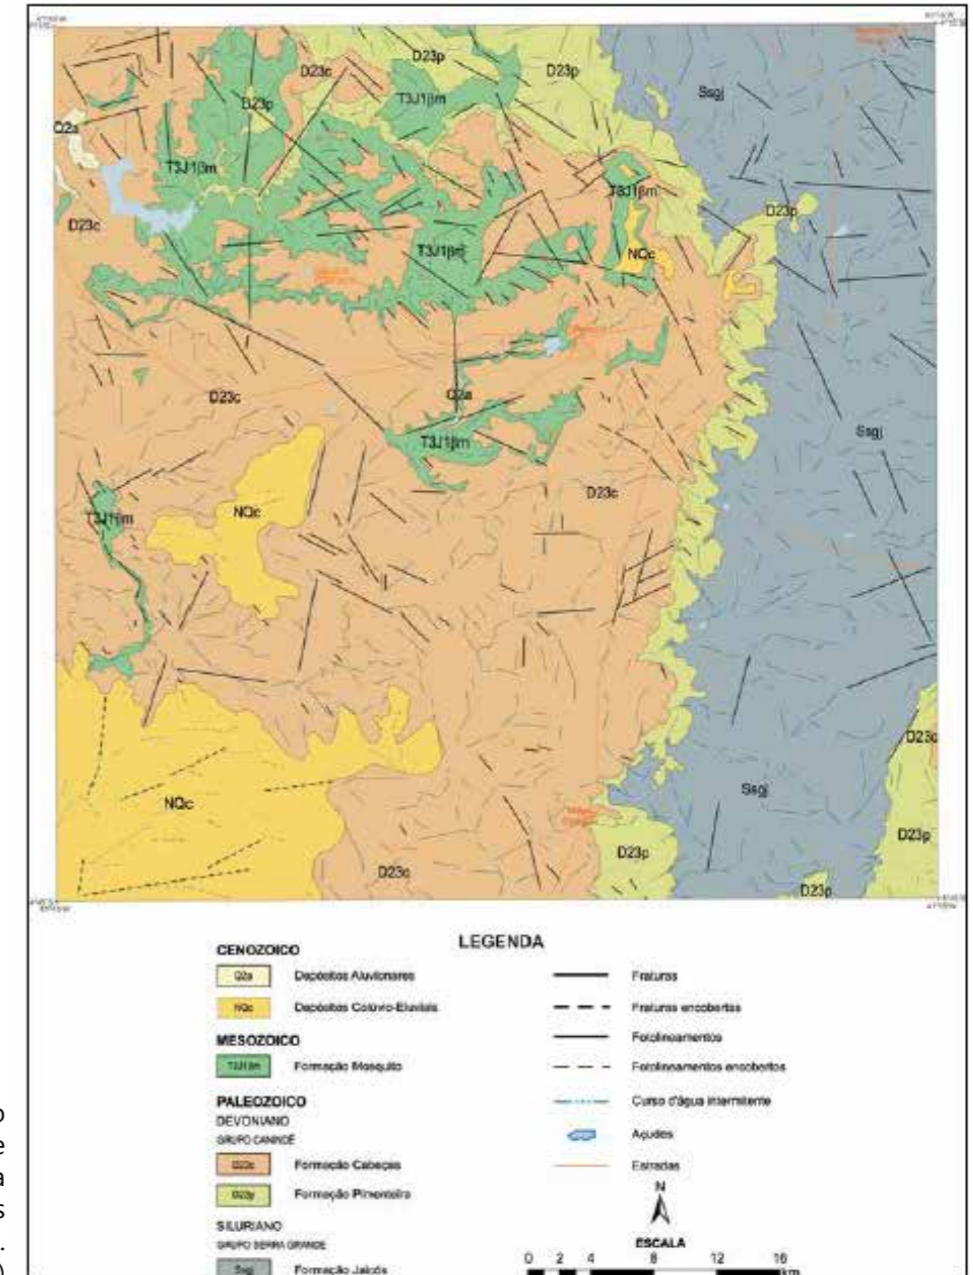 D23c
D23p
D23p
Ssgj
T3J1βm
D23p
Q2a
T3J1βm
T3J1βm
D23p
D23c
T3J1βm
NQc
D23c
Q2a
T3J1βm
Ssgj
D23c
NQc
T3J1βm
D23c
Ssgj
NQc
D23p
D23p
D23c
D23p
LEGENDA
CENOZOICO
Q2a Depósitos Aluvionares
NQc Depósitos Colúvio-Eluviais
MESOZOICO
T3J1βm Formação Mosquito
PALEOZOICO
DEVONIANO
GRUPO CANINDÉ
D23c Formação Cabeças
D23p Formação Pimenteira
SILURIANO
GRUPO SERRA GRANDE
Ssgj Formação Jaicós
Fraturas
Fraturas encobertas
Fotolineamentos
Fotolineamentos encobertos
Curso d'água intermitente
Açudes
Estradas
N
ESCALA
0 2 4 8 12 16
km
o
e
a
s
.
)